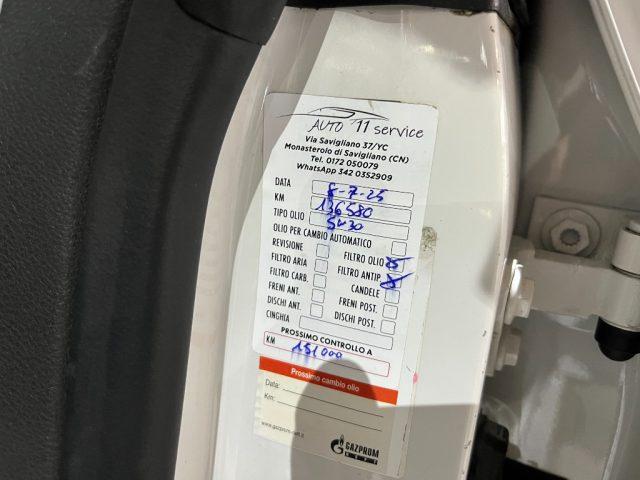 AUTO 11 service
Via Savigliano 37/YC
Monasterolo di Savigliano (CN)
Tel. 0172 050079
WhatsApp 342 0352909
DATA 8-7-25
KM 136580
TIPO OLIO 5W30
OLIO PER CAMBIO AUTOMATICO
REVISIONE FILTRO OLIO
FILTRO ARIA FILTRO ANTIP.
FILTRO CARB. CANDELE
FRENI ANT. FRENI POST.
DISCHI ANT. DISCHI POST.
CINGHIA
PROSSIMO CONTROLLO A
KM 151000
Prossimo cambio olio
Data:
Km:
GAZPROM
NEFT